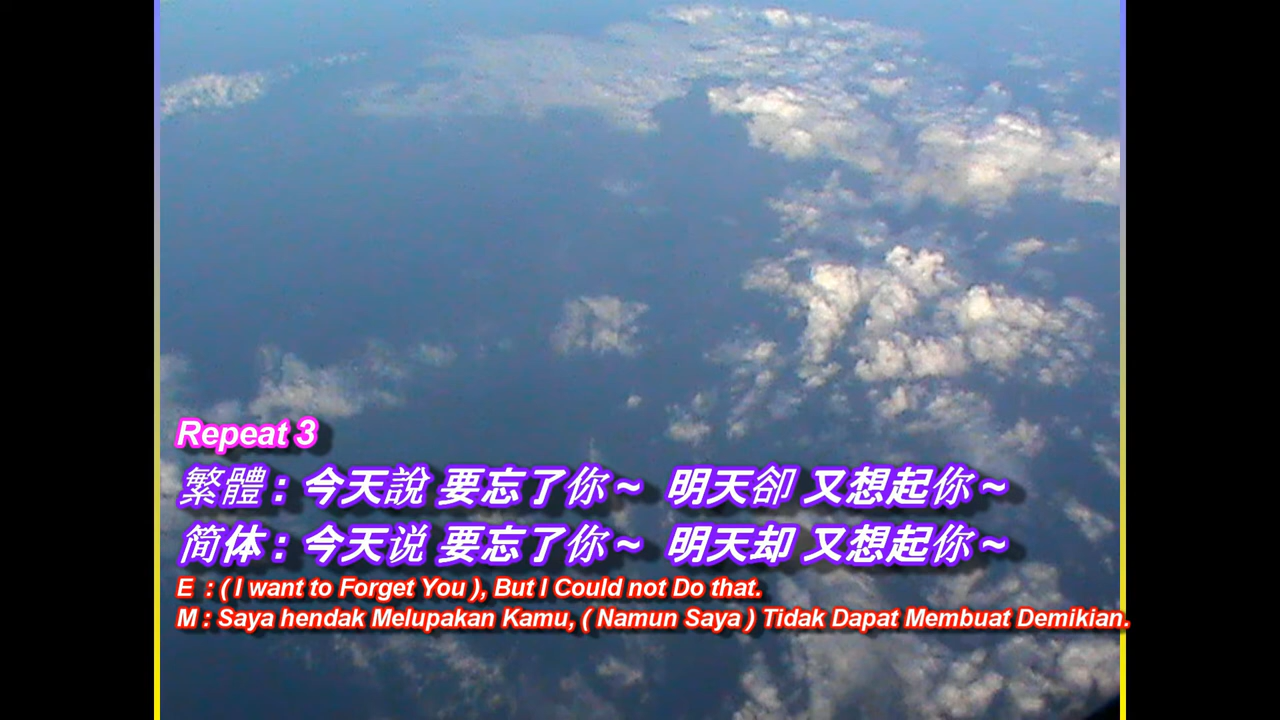 Repeat 3
繁體 : 今天說 要忘了你 ~ 明天卻 又想起你 ~
简体 : 今天说 要忘了你 ~ 明天却 又想起你 ~
E : ( I want to Forget You ), But I Could not Do that.
M : Saya hendak Melupakan Kamu, ( Namun Saya ) Tidak Dapat Membuat Demikian.